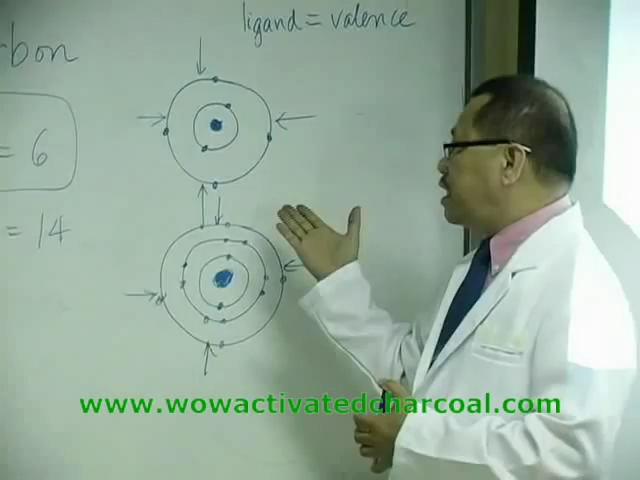 ligand = valence
rbon
= 6
= 14
www.wowactivatedcharcoal.com